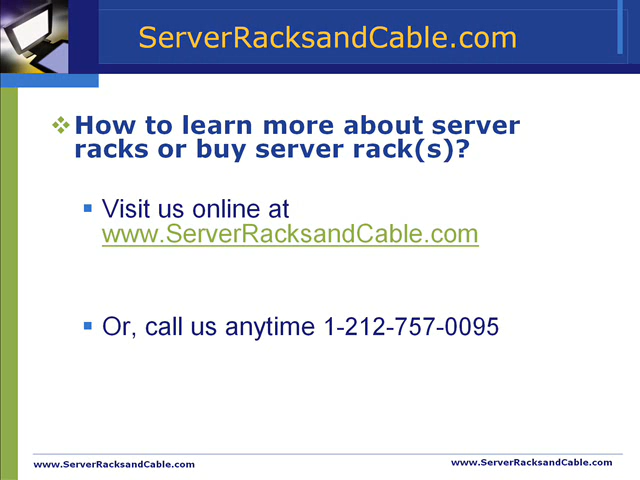 ServerRacksandCable.com
How to learn more about server
racks or buy server rack(s)?
Visit us online at
www.ServerRacksandCable.com
Or, call us anytime 1-212-757-0095
www.ServerRacksandCable.com
www.ServerRacksandCable.com